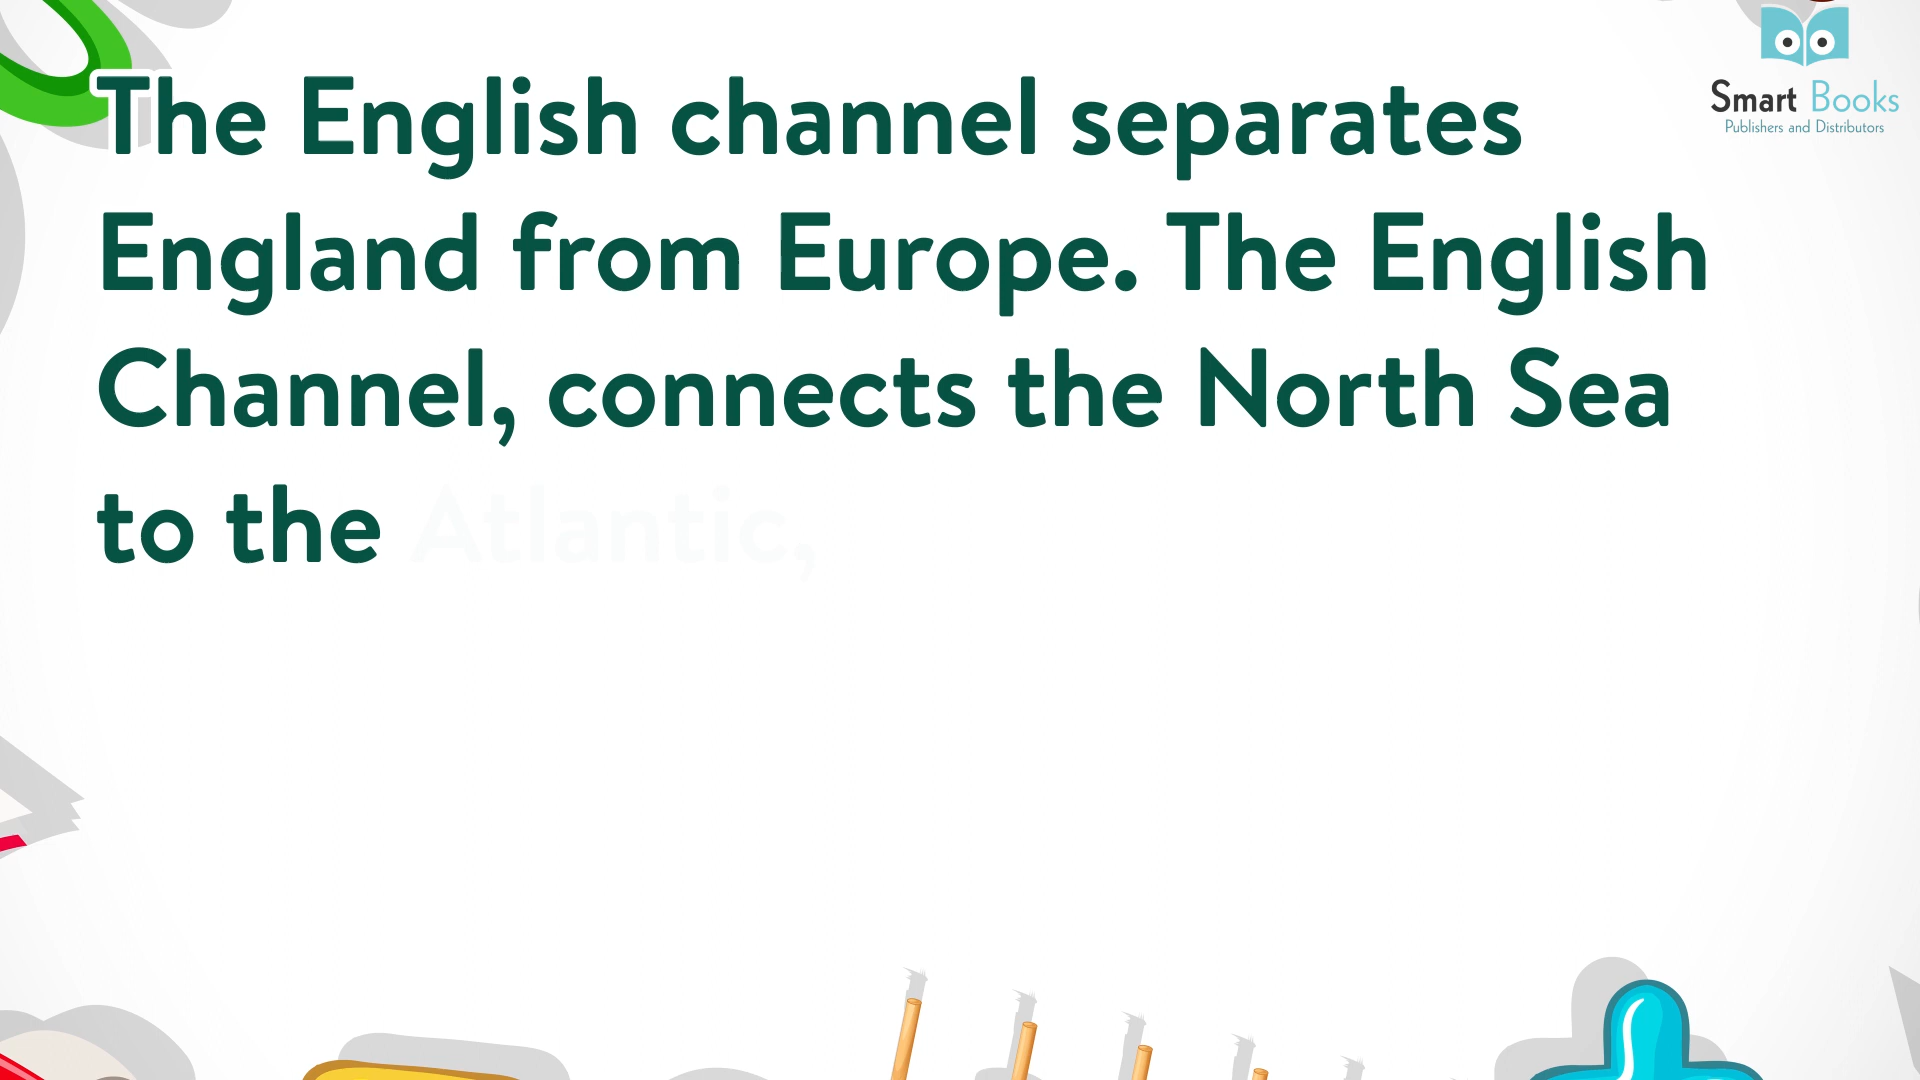 The English channel separates
England from Europe. The English
Channel, connects the North Sea
to the Atlantic,
Smart Books
Publishers and Distributors